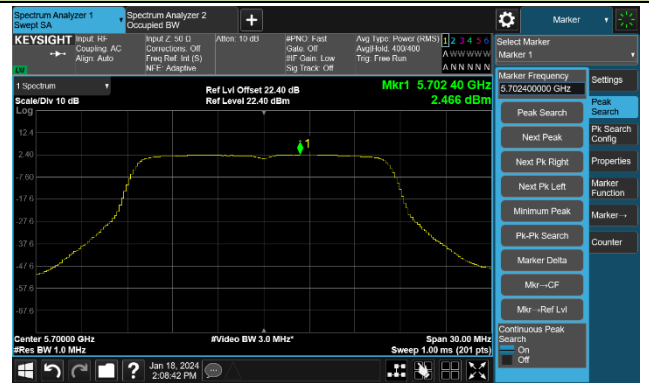 Spectrum Analyzer 1
Swept SA
Spectrum Analyzer 2
Occupied BW
Marker
KEYSIGHT
Input: RF
Coupling: AC
Align: Auto
Input Z: 50 Ω
Corrections: Off
Freq Ref: Int (S)
NFE: Adaptive
Atten: 10 dB
#PNO: Fast
Gate: Off
#IF Gain: Low
Sig Track: Off
Avg Type: Power (RMS)
Avg|Hold: 400/400
Trig: Free Run
1 2 3 4 5 6
A W W W W W
A N N N N N
Select Marker
Marker 1
1 Spectrum
Scale/Div 10 dB
Log
Ref Lvl Offset 22.40 dB
Ref Level 22.40 dBm
Mkr1 5.702 40 GHz
2.466 dBm
1
12.4
2.40
-7.60
-17.6
-27.6
-37.6
-47.6
-57.6
-67.6
Center 5.70000 GHz
#Res BW 1.0 MHz
#Video BW 3.0 MHz*
Span 30.00 MHz
Sweep 1.00 ms (201 pts)
Marker Frequency
5.702400000 GHz
Peak Search
Next Peak
Next Pk Right
Next Pk Left
Minimum Peak
Pk-Pk Search
Marker Delta
Mkr→CF
Mkr→Ref Lvl
Continuous Peak
Search
On
Off
Settings
Peak
Search
Pk Search
Config
Properties
Marker
Function
Marker→
Counter
Jan 18, 2024
2:08:42 PM